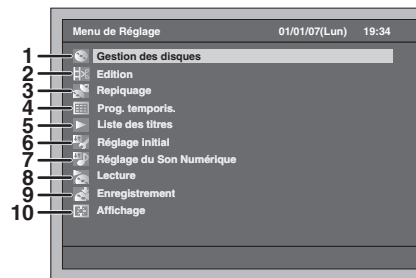 Menu de Réglage 01/01/07(Lun) 19:34
1 Gestion des disques
2 Edition
3 Repiquage
4 Prog. temporis.
5 Liste des titres
6 Réglage initial
7 Réglage du Son Numérique
8 Lecture
9 Enregistrement
10 Affichage